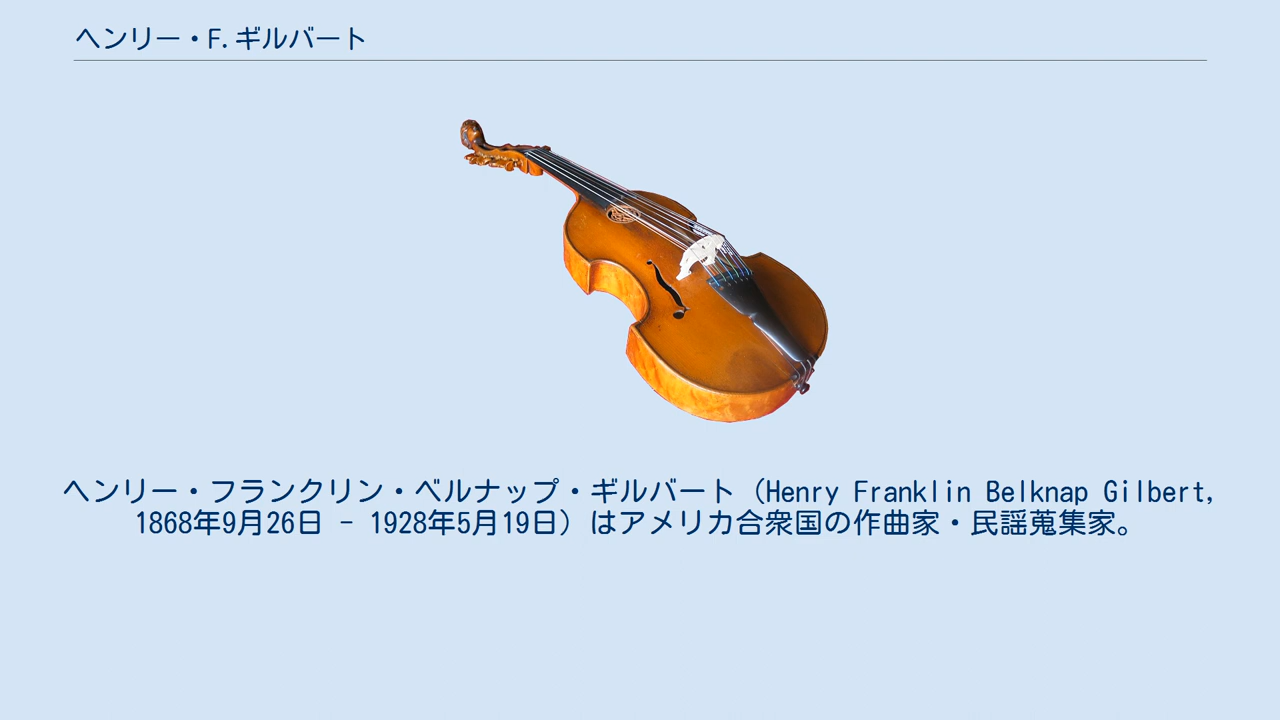 ヘンリー・F.ギルバート
ヘンリー・フランクリン・ベルナップ・ギルバート（Henry Franklin Belknap Gilbert,
1868年9月26日 - 1928年5月19日）はアメリカ合衆国の作曲家・民謡蒐集家。